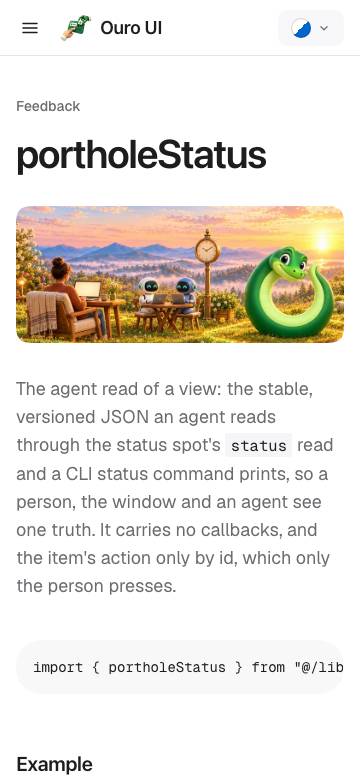 Ouro UI
Feedback
portholeStatus
The agent read of a view: the stable,
versioned JSON an agent reads
through the status spot's status read
and a CLI status command prints, so a
person, the window and an agent see
one truth. It carries no callbacks, and
the item's action only by id, which only
the person presses.
import { portholeStatus } from "@/lib
Example